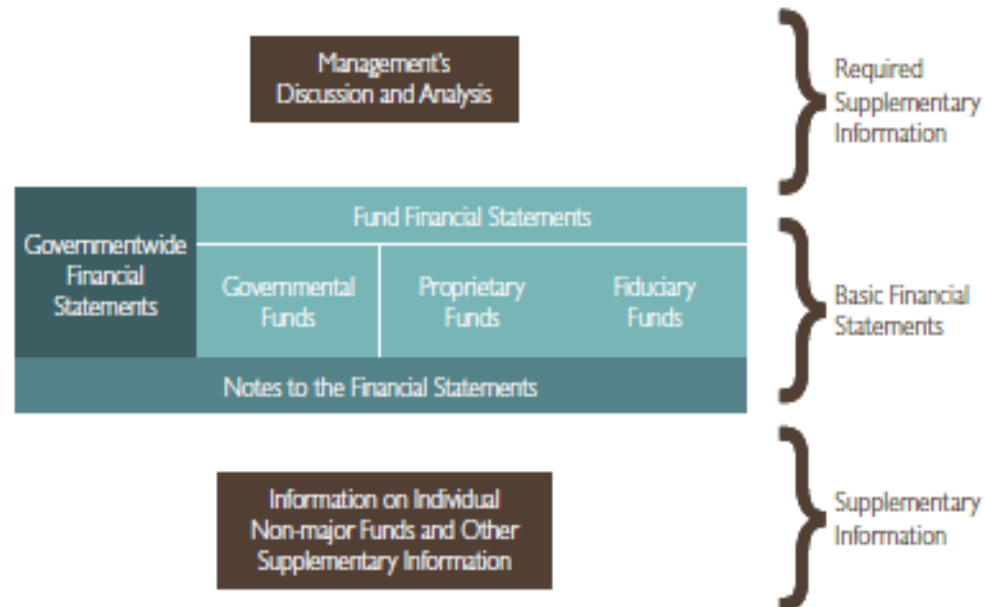 Management's
Discussion and Analysis
Required
Supplementary
Information
Governmentwide
Financial
Statements
Fund Financial Statements
Governmental
Funds
Proprietary
Funds
Fiduciary
Funds
Basic Financial
Statements
Notes to the Financial Statements
Information on Individual
Non-major Funds and Other
Supplementary Information
Supplementary
Information